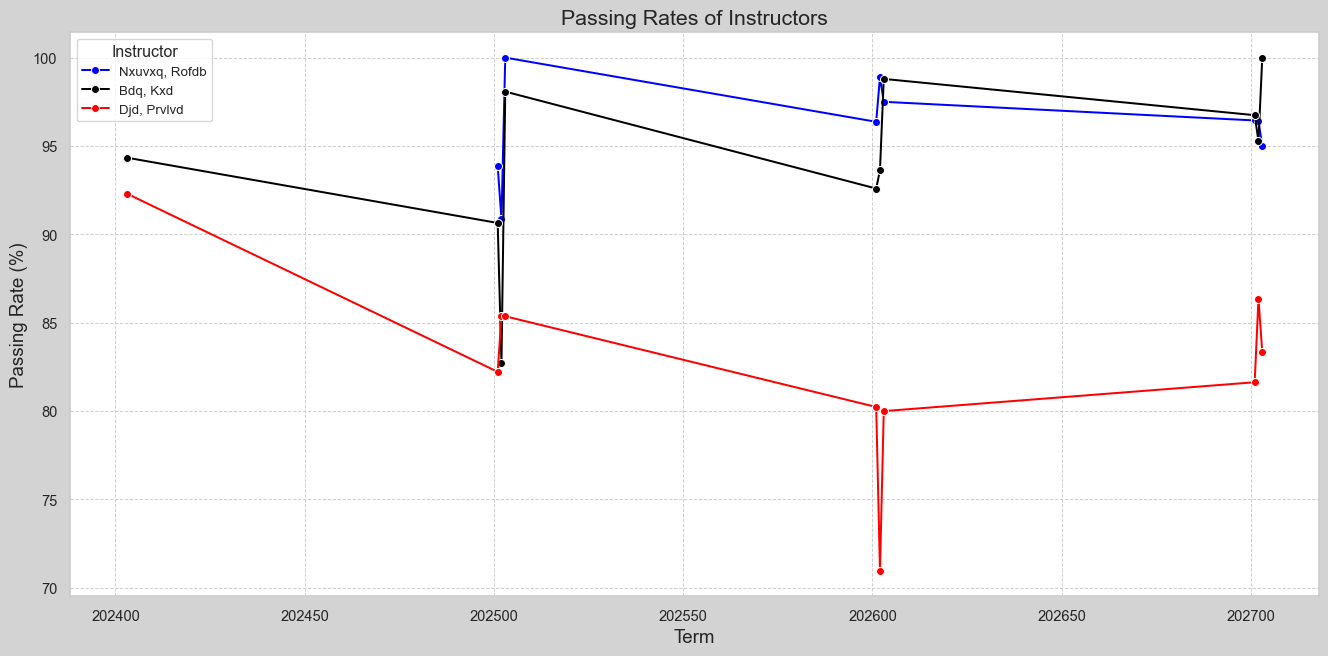 Passing Rates of Instructors
Instructor
Nxuvxq, Rofdb
Bdq, Kxd
Djd, Prvlvd
Passing Rate (%)
100
95
90
85
80
75
70
202400 202450 202500 202550 202600 202650 202700
Term